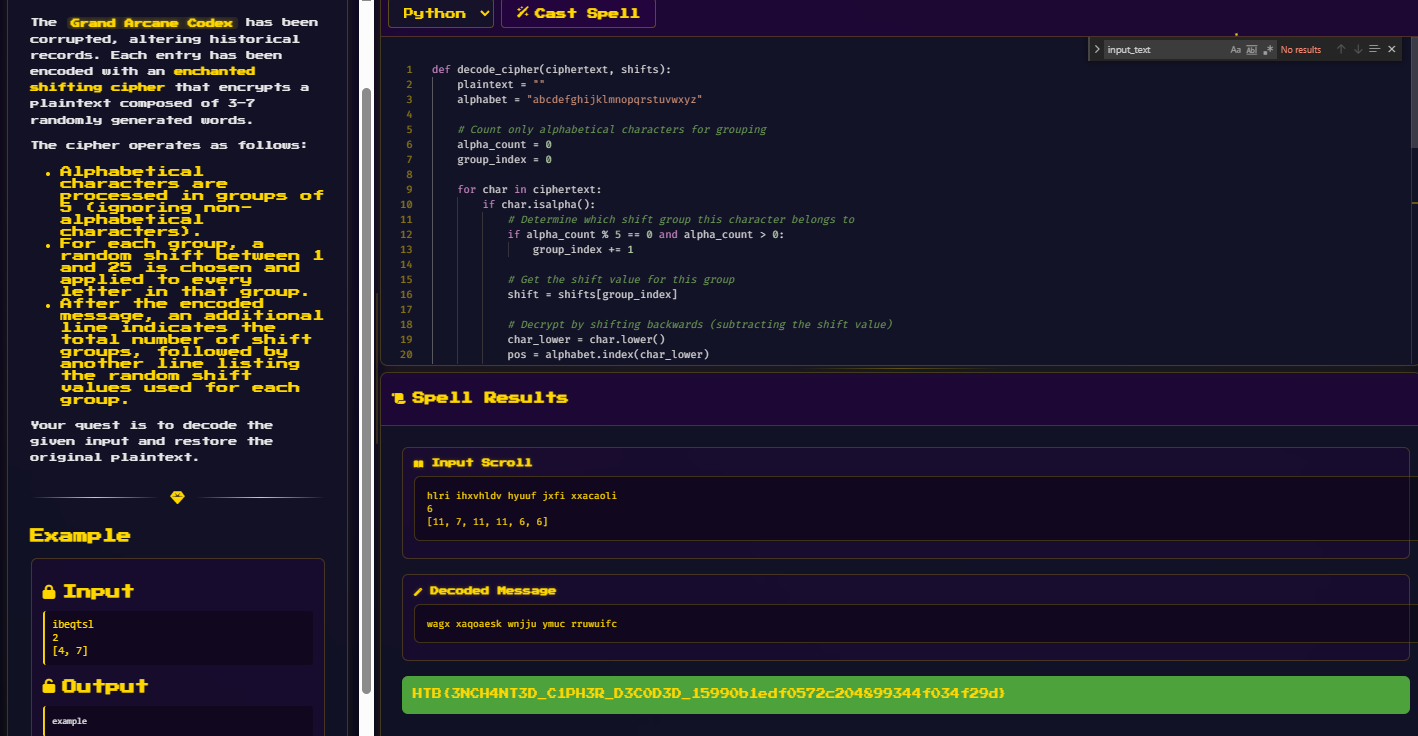 The Grand Arcane Codex has been
corrupted, altering historical
records. Each entry has been
encoded with an enchanted
shifting cipher that encrypts a
plaintext composed of 3-7
randomly generated words.
The cipher operates as follows:
• Alphabetical
characters are
processed in groups of
5 (ignoring non-
alphabetical
characters).
• For each group, a
random shift between 1
and 25 is chosen and
applied to every
letter in that group.
• After the encoded
message, an additional
line indicates the
total number of shift
groups, followed by
another line listing
the random shift
values used for each
group.
Your quest is to decode the
given input and restore the
original plaintext.
Example
Input
ibeqtsl
2
[4, 7]
Output
example
Python
Cast Spell
input_text
Aa
Ab
No results
1 def decode_cipher(ciphertext, shifts):
2 plaintext = ""
3 alphabet = "abcdefghijklmnopqrstuvwxyz"
4
5 # Count only alphabetical characters for grouping
6 alpha_count = 0
7 group_index = 0
8
9 for char in ciphertext:
10 if char.isalpha():
11 # Determine which shift group this character belongs to
12 if alpha_count % 5 == 0 and alpha_count > 0:
13 group_index += 1
14
15 # Get the shift value for this group
16 shift = shifts[group_index]
17
18 # Decrypt by shifting backwards (subtracting the shift value)
19 char_lower = char.lower()
20 pos = alphabet.index(char_lower)
Spell Results
Input Scroll
hlri ihxvhldv hyuuf jxfi xxacaoli
6
[11, 7, 11, 11, 6, 6]
Decoded Message
wagx xaqoaesk wnjju ymuc rruwuifc
HTB{3NCH4NT3D_C1PH3R_D3C0D3D_15990b1edf0572c204899344f034f29d}